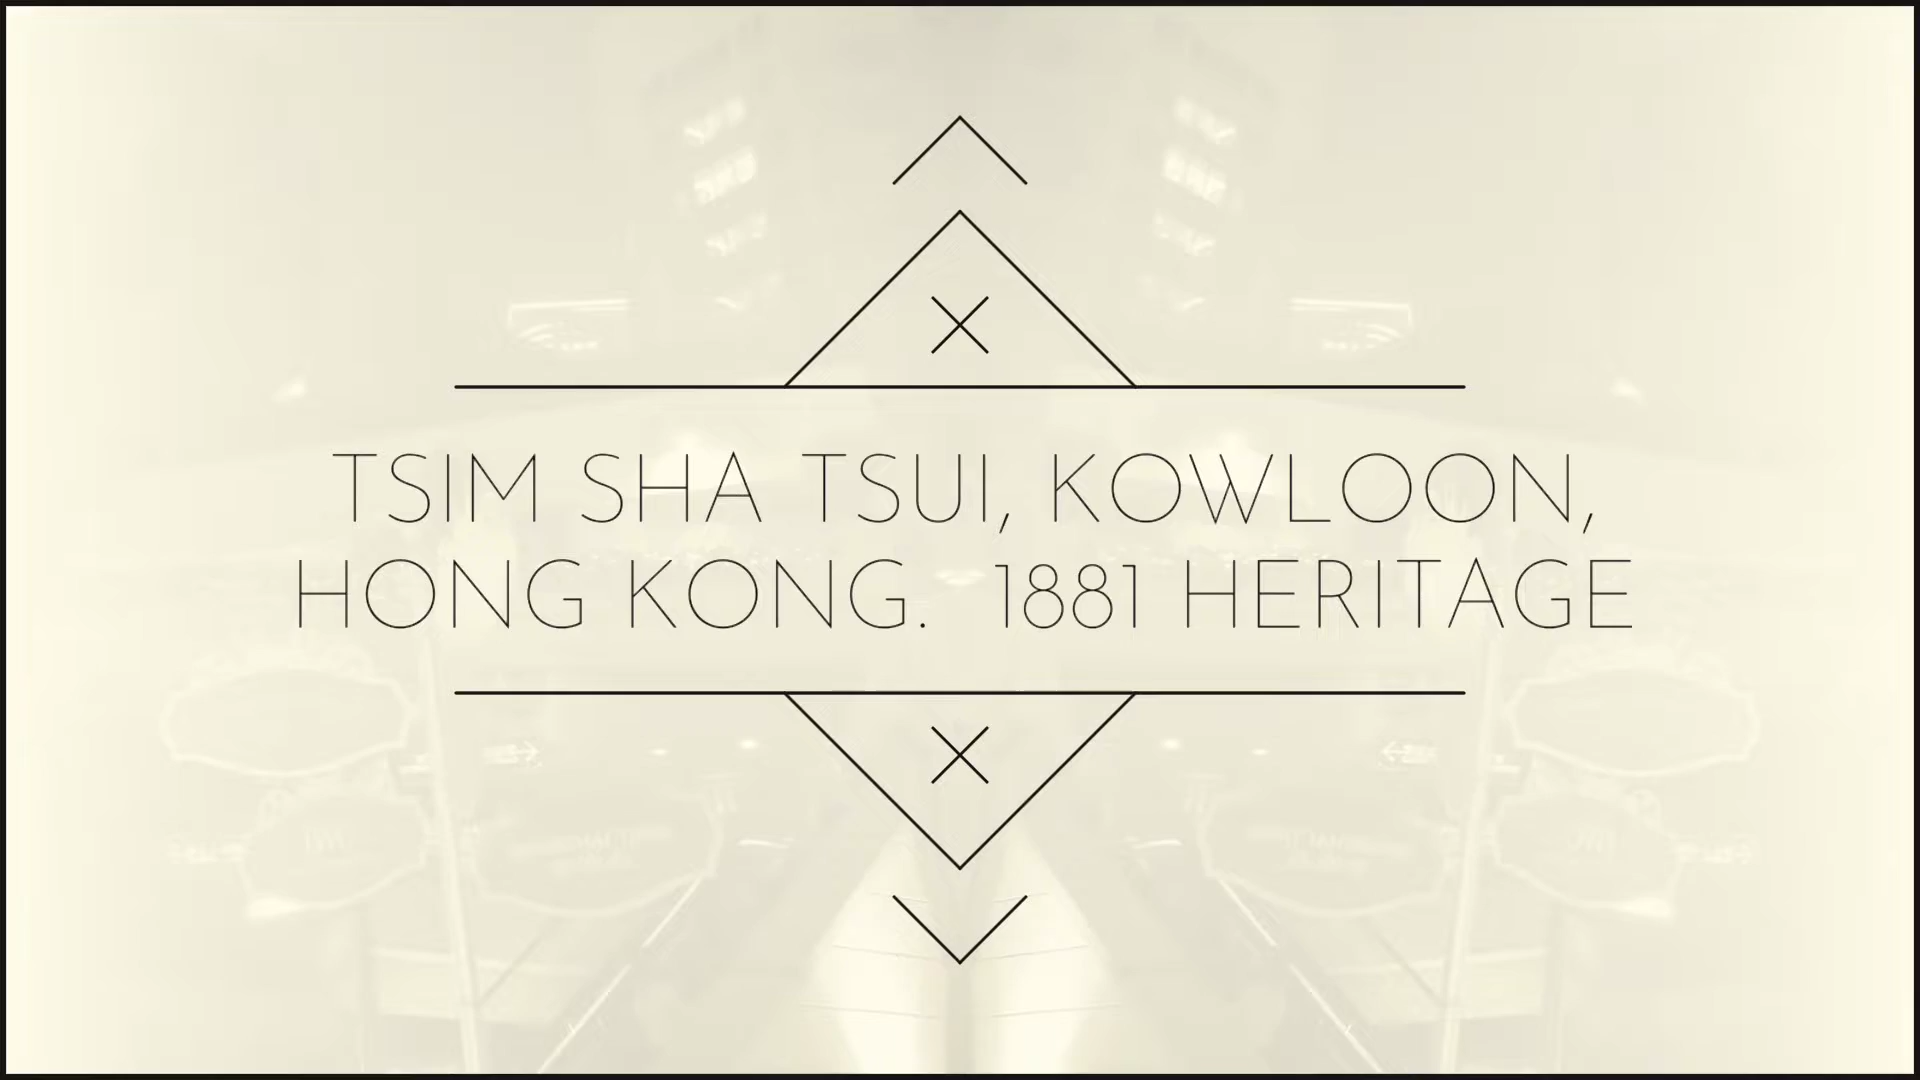 TSIM SHA TSUI, KOWLOON,
HONG KONG. 1881 HERITAGE